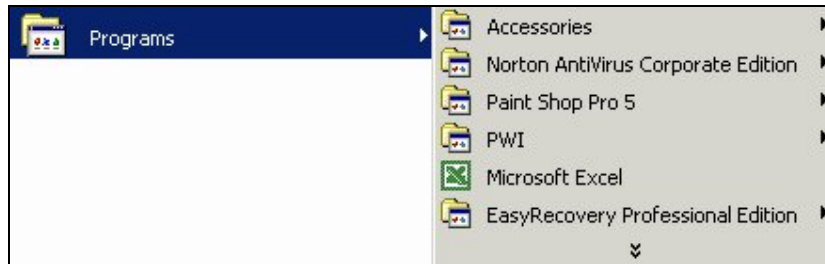 Programs
Accessories
Norton AntiVirus Corporate Edition
Paint Shop Pro 5
PWI
Microsoft Excel
EasyRecovery Professional Edition